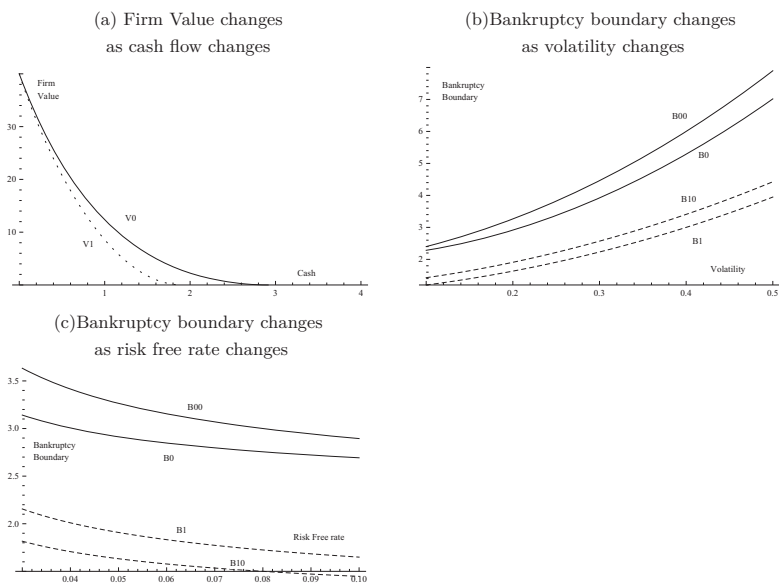 (a) Firm Value changes
as cash flow changes
Firm
Value
30
20
10
V0
V1
Cash
1
2
3
4
(b)Bankruptcy boundary changes
as volatility changes
Bankruptcy
Boundary
7
6
5
4
3
2
B00
B0
B10
B1
Volatility
0.2
0.3
0.4
0.5
(c)Bankruptcy boundary changes
as risk free rate changes
3.5
3.0
2.5
2.0
Bankruptcy
Boundary
B00
B0
B1
Risk Free rate
B10
0.04
0.05
0.06
0.07
0.08
0.09
0.10